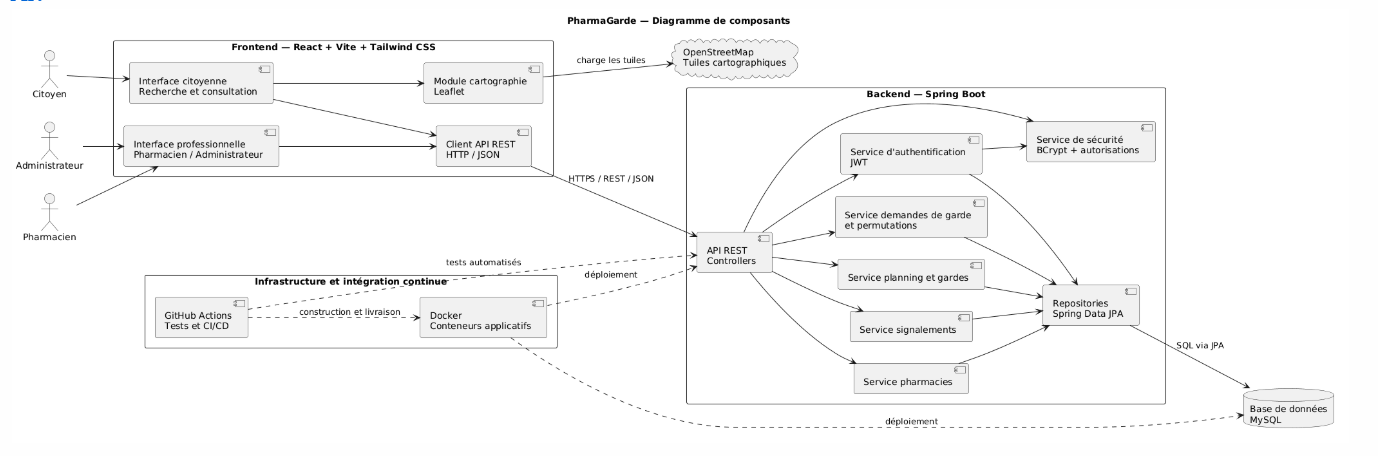 PharmaGarde — Diagramme de composants
Frontend — React + Vite + Tailwind CSS
Citoyen
Interface citoyenne
Recherche et consultation
Module cartographie
Leaflet
charge les tuiles
OpenStreetMap
Tuiles cartographiques
Administrateur
Interface professionnelle
Pharmacien / Administrateur
Client API REST
HTTP / JSON
Pharmacien
HTTPS / REST / JSON
Backend — Spring Boot
Service de sécurité
BCrypt + autorisations
Service d'authentification
JWT
Service demandes de garde
et permutations
API REST
Controllers
Service planning et gardes
Service signalements
Service pharmacies
Repositories
Spring Data JPA
SQL via JPA
Base de données
MySQL
Infrastructure et intégration continue
GitHub Actions
Tests et CI/CD
construction et livraison
Docker
Conteneurs applicatifs
tests automatisés
déploiement
déploiement